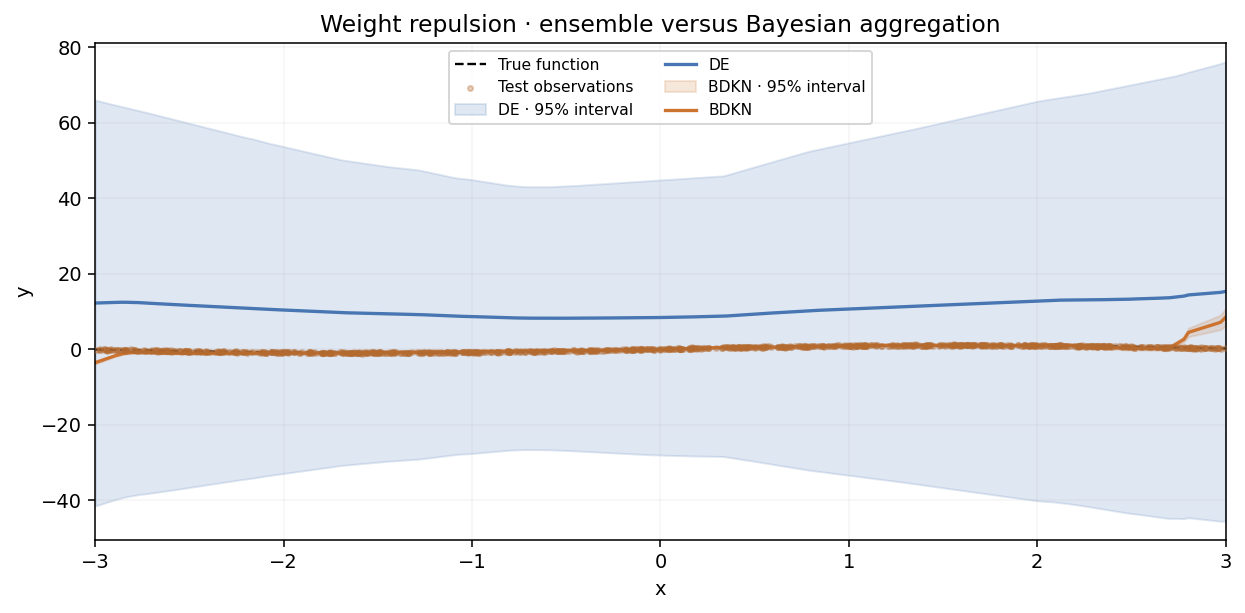 Weight repulsion · ensemble versus Bayesian aggregation
True function
Test observations
DE · 95% interval
DE
BDKN · 95% interval
BDKN
80
60
40
20
0
−20
−40
y
−3
−2
−1
0
1
2
3
x